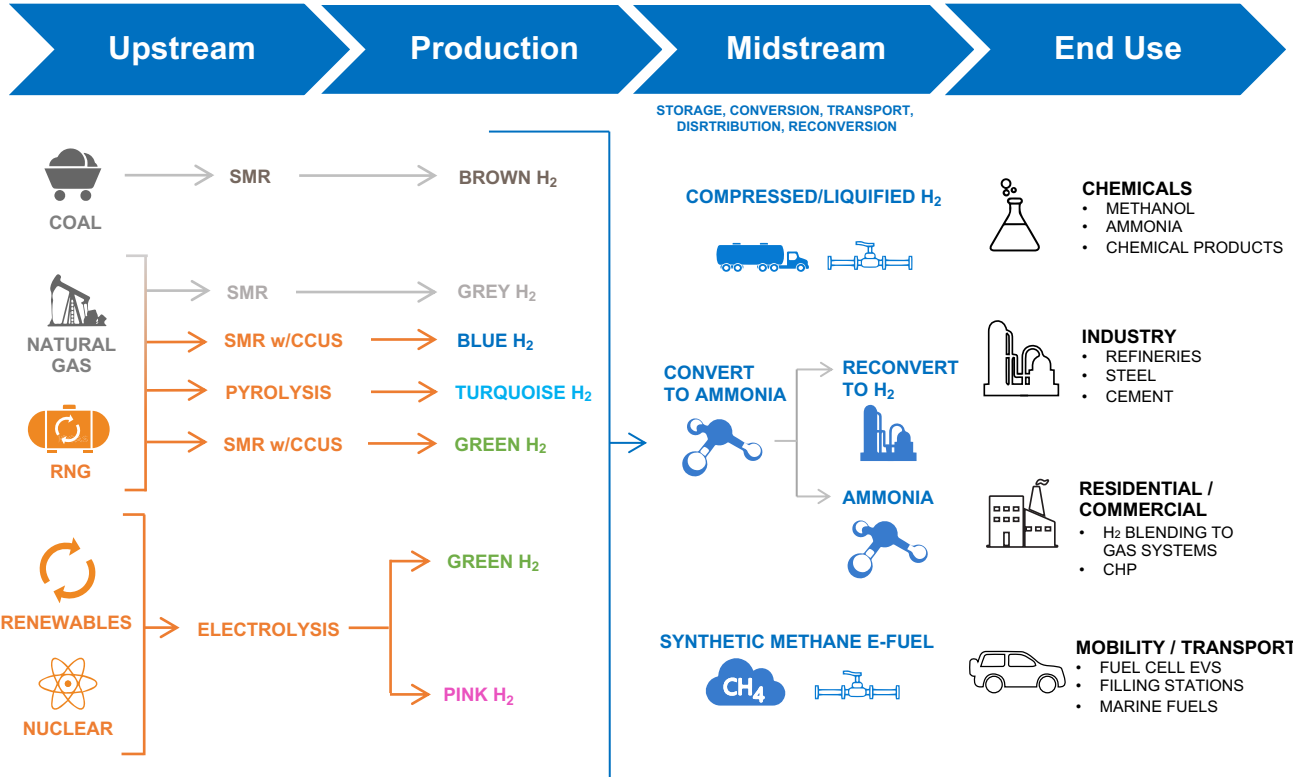 Upstream
Production
Midstream
End Use
STORAGE, CONVERSION, TRANSPORT,
DISRTRIBUTION, RECONVERSION
COAL
SMR
BROWN H₂
NATURAL
GAS
RNG
SMR
GREY H₂
SMR w/CCUS
BLUE H₂
PYROLYSIS
TURQUOISE H₂
SMR w/CCUS
GREEN H₂
RENEWABLES
NUCLEAR
ELECTROLYSIS
GREEN H₂
PINK H₂
COMPRESSED/LIQUIFIED H₂
CONVERT
TO AMMONIA
RECONVERT
TO H₂
AMMONIA
SYNTHETIC METHANE E-FUEL
CH₄
CHEMICALS
• METHANOL
• AMMONIA
• CHEMICAL PRODUCTS
INDUSTRY
• REFINERIES
• STEEL
• CEMENT
RESIDENTIAL /
COMMERCIAL
• H₂ BLENDING TO
GAS SYSTEMS
• CHP
MOBILITY / TRANSPORT
• FUEL CELL EVS
• FILLING STATIONS
• MARINE FUELS